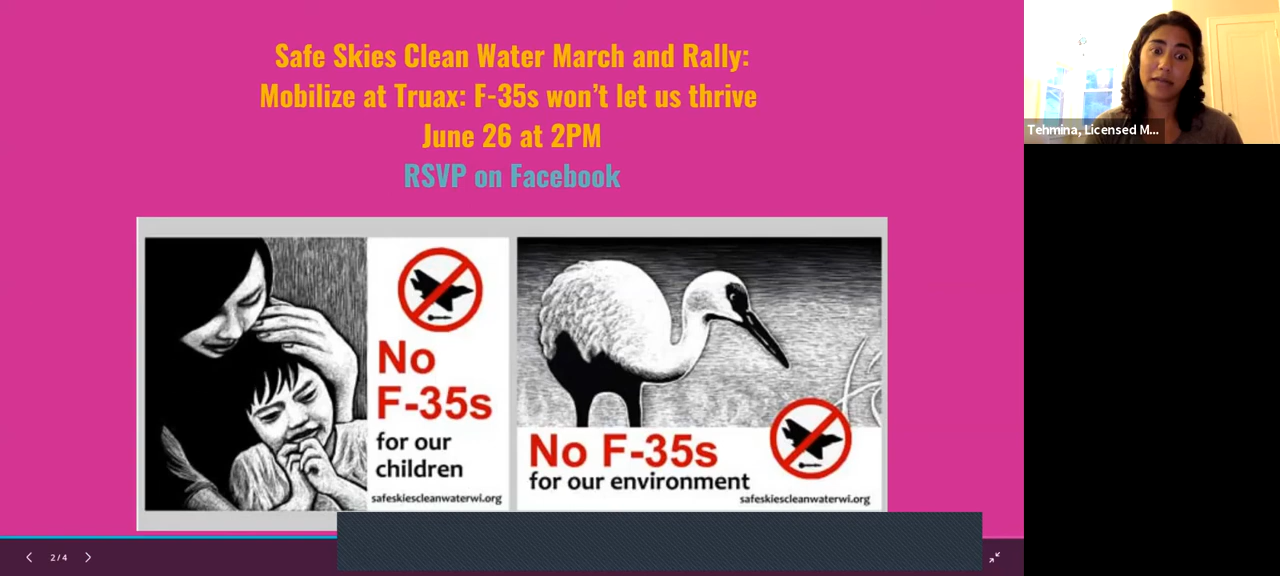 Safe Skies Clean Water March and Rally:
Mobilize at Truax: F-35s won’t let us thrive
June 26 at 2PM
RSVP on Facebook
No
F-35s
for our
children
safeskiescleanwaterwi.org
No F-35s
for our environment
safeskiescleanwaterwi.org
2 / 4
Tehmina, Licensed M...